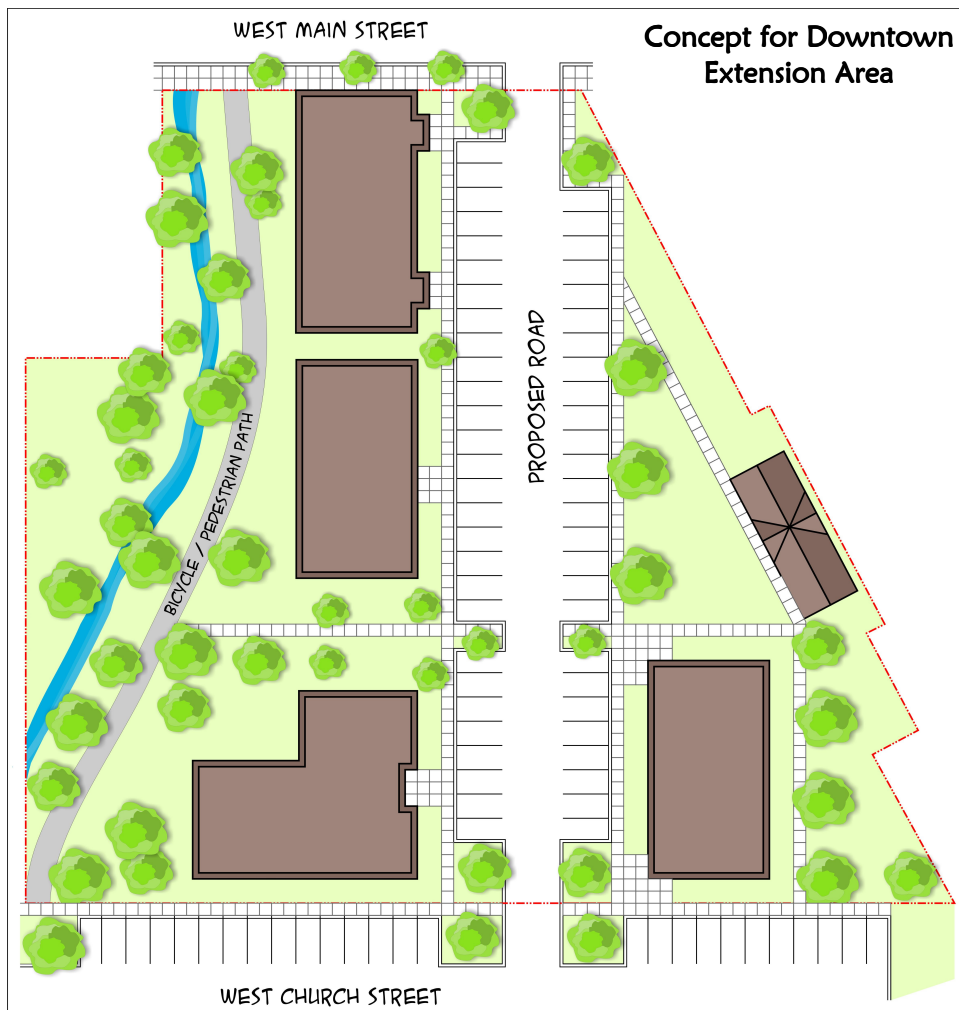 WEST MAIN STREET
Concept for Downtown
Extension Area
PROPOSED ROAD
BICYCLE / PEDESTRIAN PATH
WEST CHURCH STREET